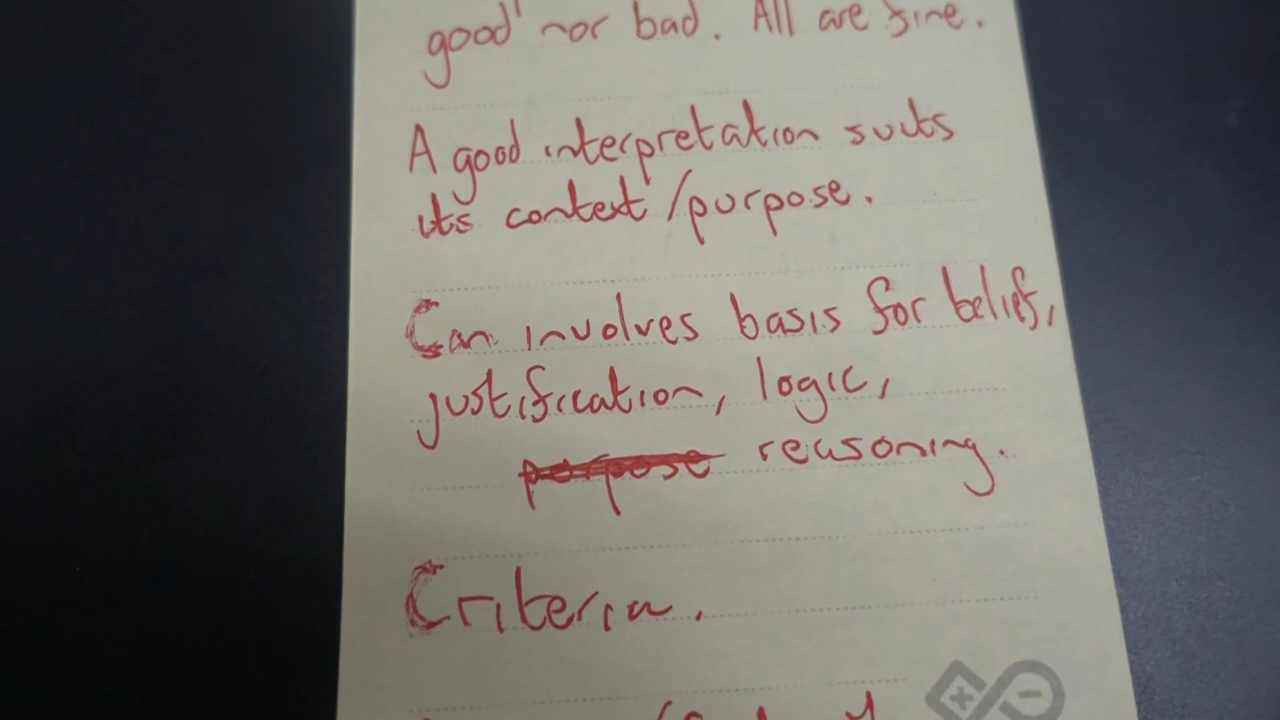 good' nor bad. All are fine.
A good interpretation suits
its context/purpose.
Can involves basis for belief,
justification, logic,
purpose reasoning.
Criteria.